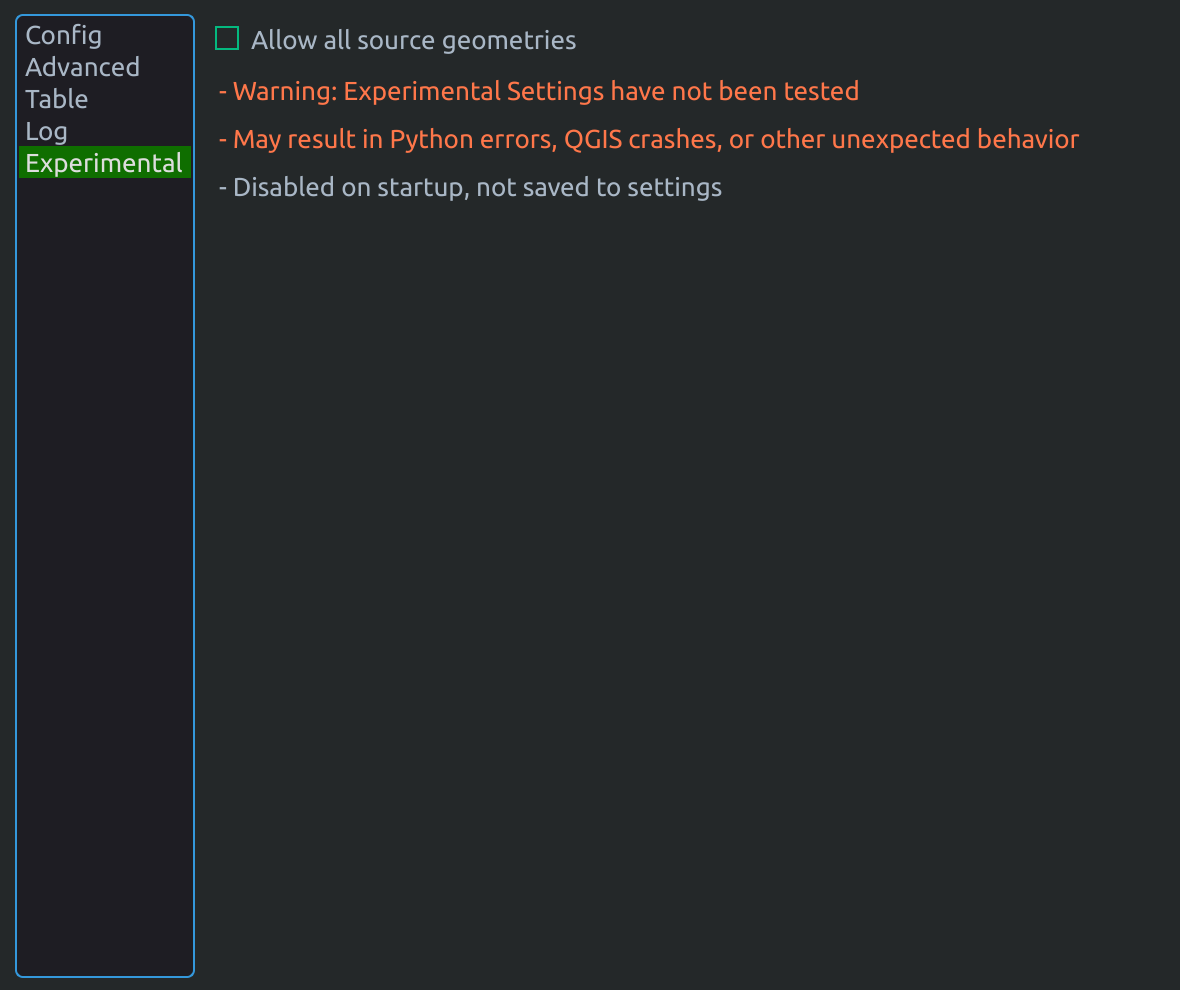 Config
Advanced
Table
Log
Experimental
Allow all source geometries
- Warning: Experimental Settings have not been tested
- May result in Python errors, QGIS crashes, or other unexpected behavior
- Disabled on startup, not saved to settings